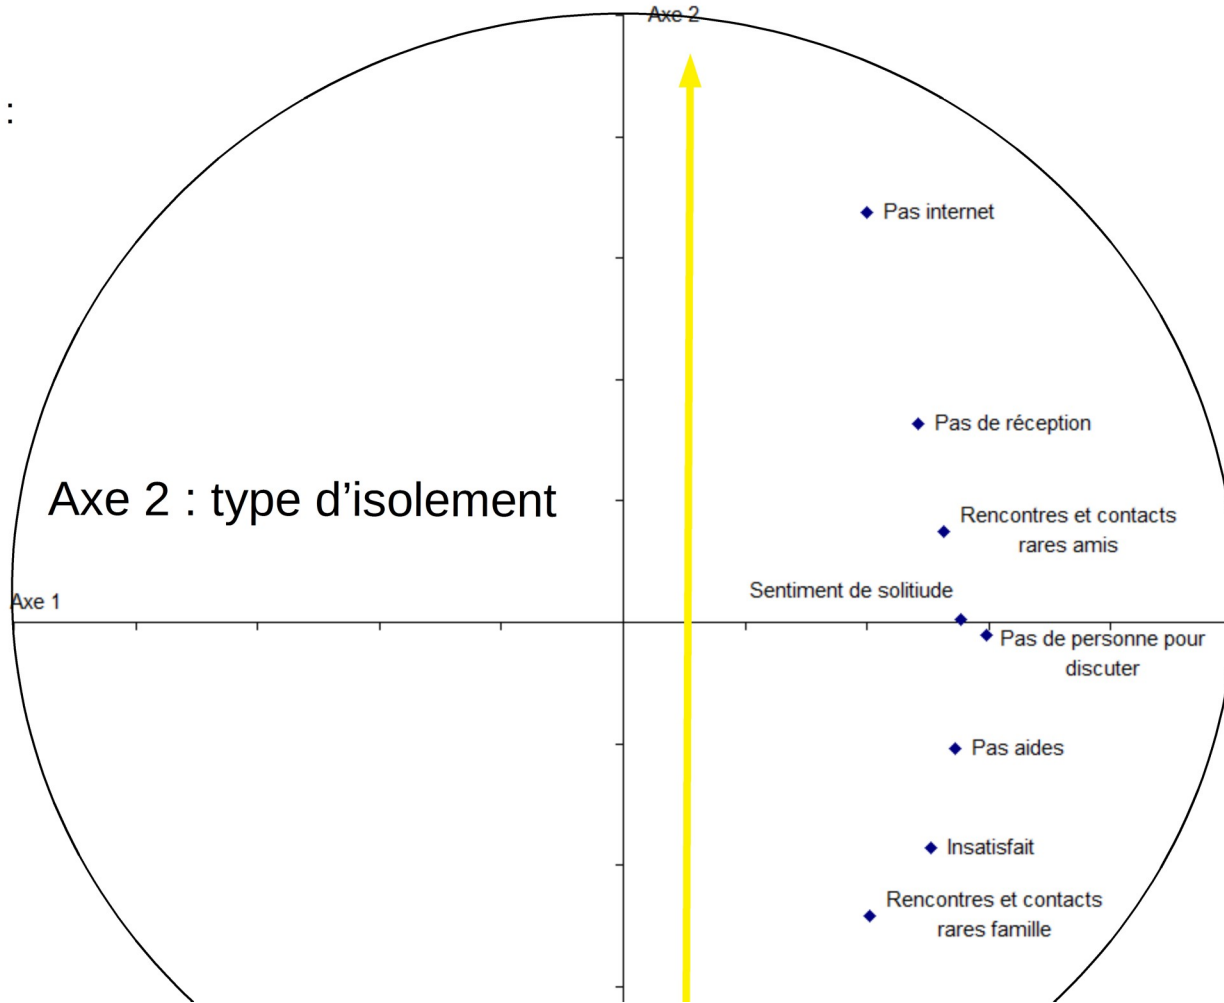 Axe 2
:
Pas internet
Pas de réception
Axe 2 : type d’isolement
Rencontres et contacts
rares amis
Sentiment de solitiude
Axe 1
Pas de personne pour
discuter
Pas aides
Insatisfait
Rencontres et contacts
rares famille